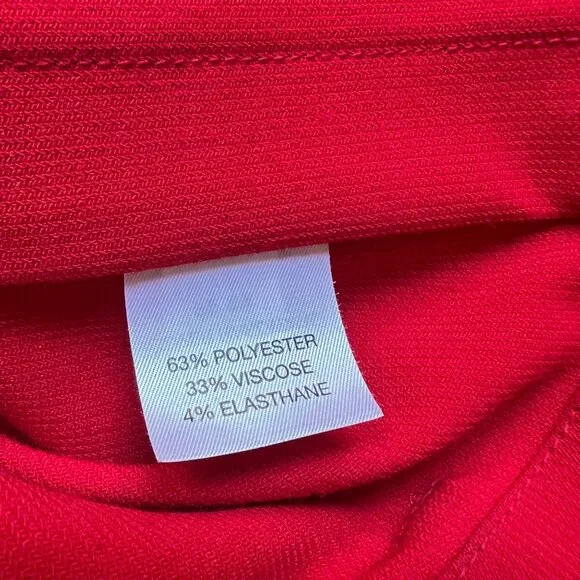 63% POLYESTER
33% VISCOSE
4% ELASTHANE